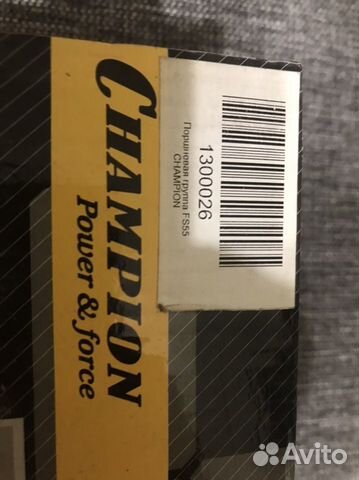 CHAMPION
Power & force
1300026
Поршневая группа FS55
CHAMPION
Avito